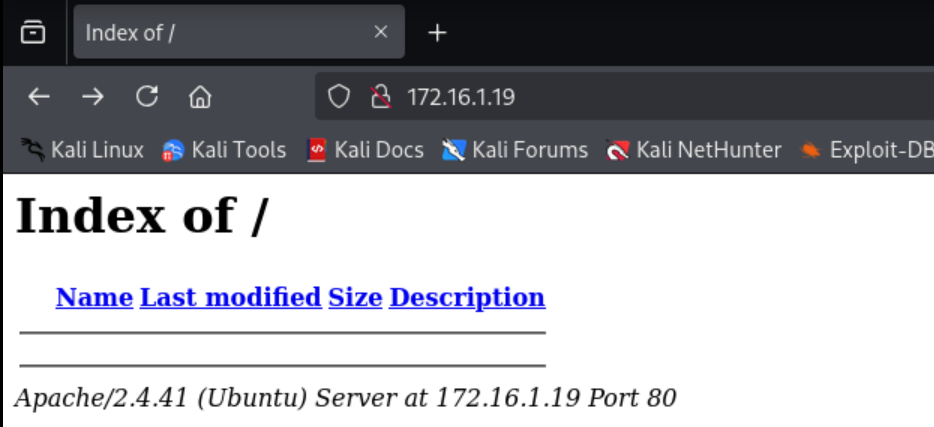 Index of /
172.16.1.19
Kali Linux Kali Tools Kali Docs Kali Forums Kali NetHunter Exploit-DB
Index of /
Name Last modified Size Description
Apache/2.4.41 (Ubuntu) Server at 172.16.1.19 Port 80